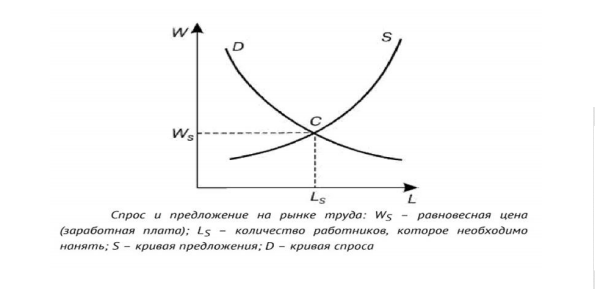 W
D
S
C
Ws
Ls
L
Спрос и предложение на рынке труда: WS – равновесная цена
(заработная плата); LS – количество работников, которое необходимо
нанять; S – кривая предложения; D – кривая спроса